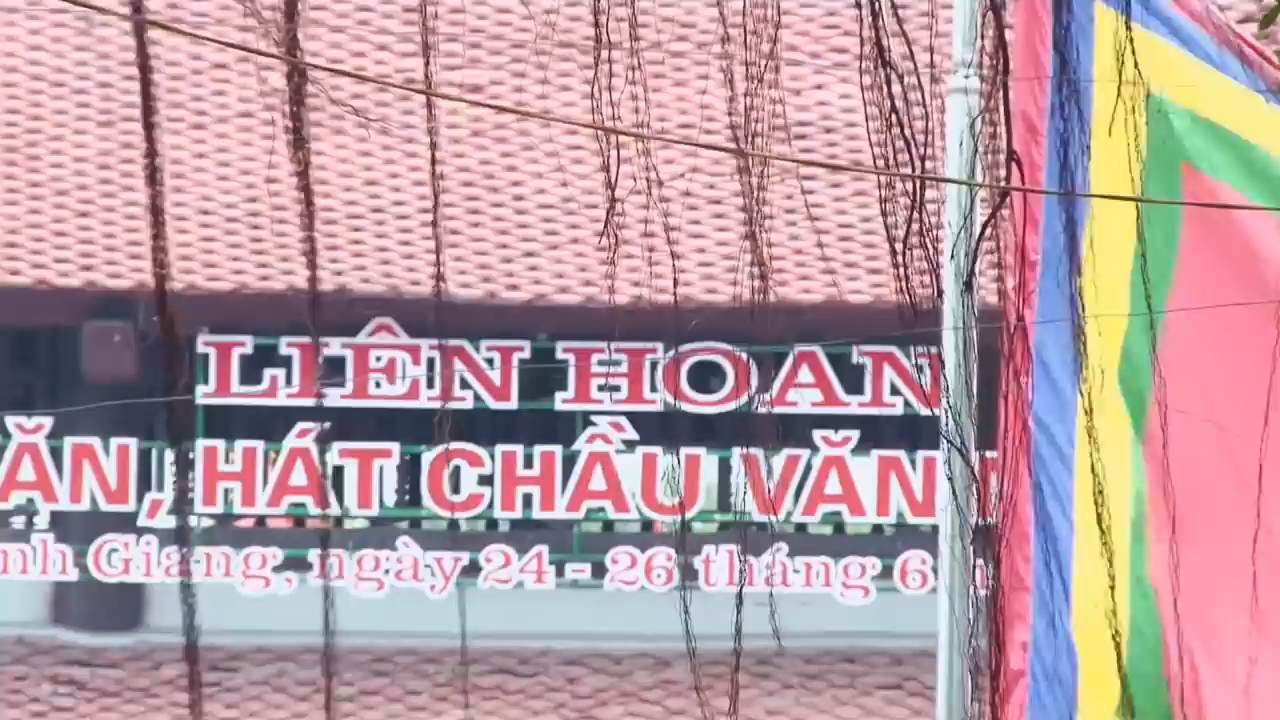 LIÊN HOAN
ĂN, HÁT CHẦU VĂN
nh Giang, ngày 24 - 26 tháng 6